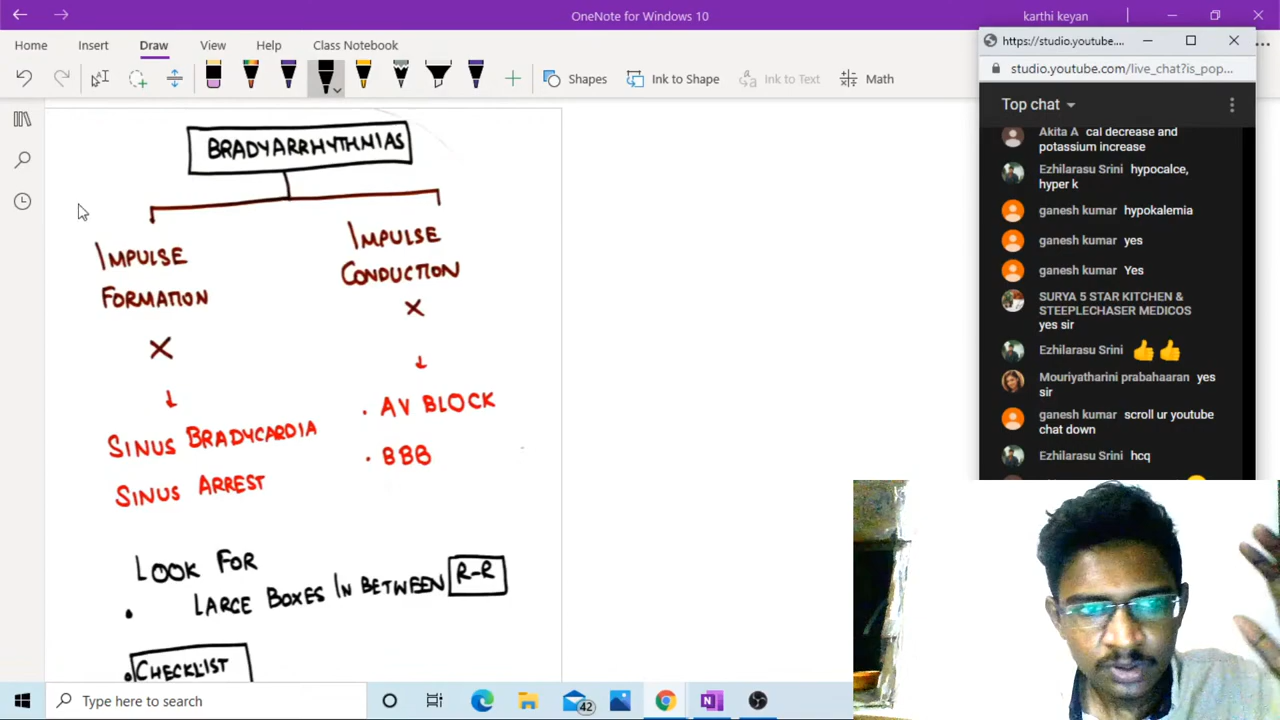 OneNote for Windows 10
karthi keyan
Home
Insert
Draw
View
Help
Class Notebook
Shapes
Ink to Shape
Ink to Text
Math
BRADYARRHYTHMIAS
IMPULSE
FORMATION
X
↓
SINUS BRADYCARDIA
SINUS ARREST
IMPULSE
CONDUCTION
X
↓
• AV BLOCK
• BBB
LOOK FOR
• LARGE BOXES IN BETWEEN R-R
• CHECKLIST
https://studio.youtube....
studio.youtube.com/live_chat?is_pop...
Top chat
Akita A cal decrease and
potassium increase
Ezhilarasu Srini hypocalce,
hyper k
ganesh kumar hypokalemia
ganesh kumar yes
ganesh kumar Yes
SURYA 5 STAR KITCHEN &
STEEPLECHASER MEDICOS
yes sir
Ezhilarasu Srini 👍👍
Mouriyatharini prabahaaran yes
sir
ganesh kumar scroll ur youtube
chat down
Ezhilarasu Srini hcq
Type here to search
42